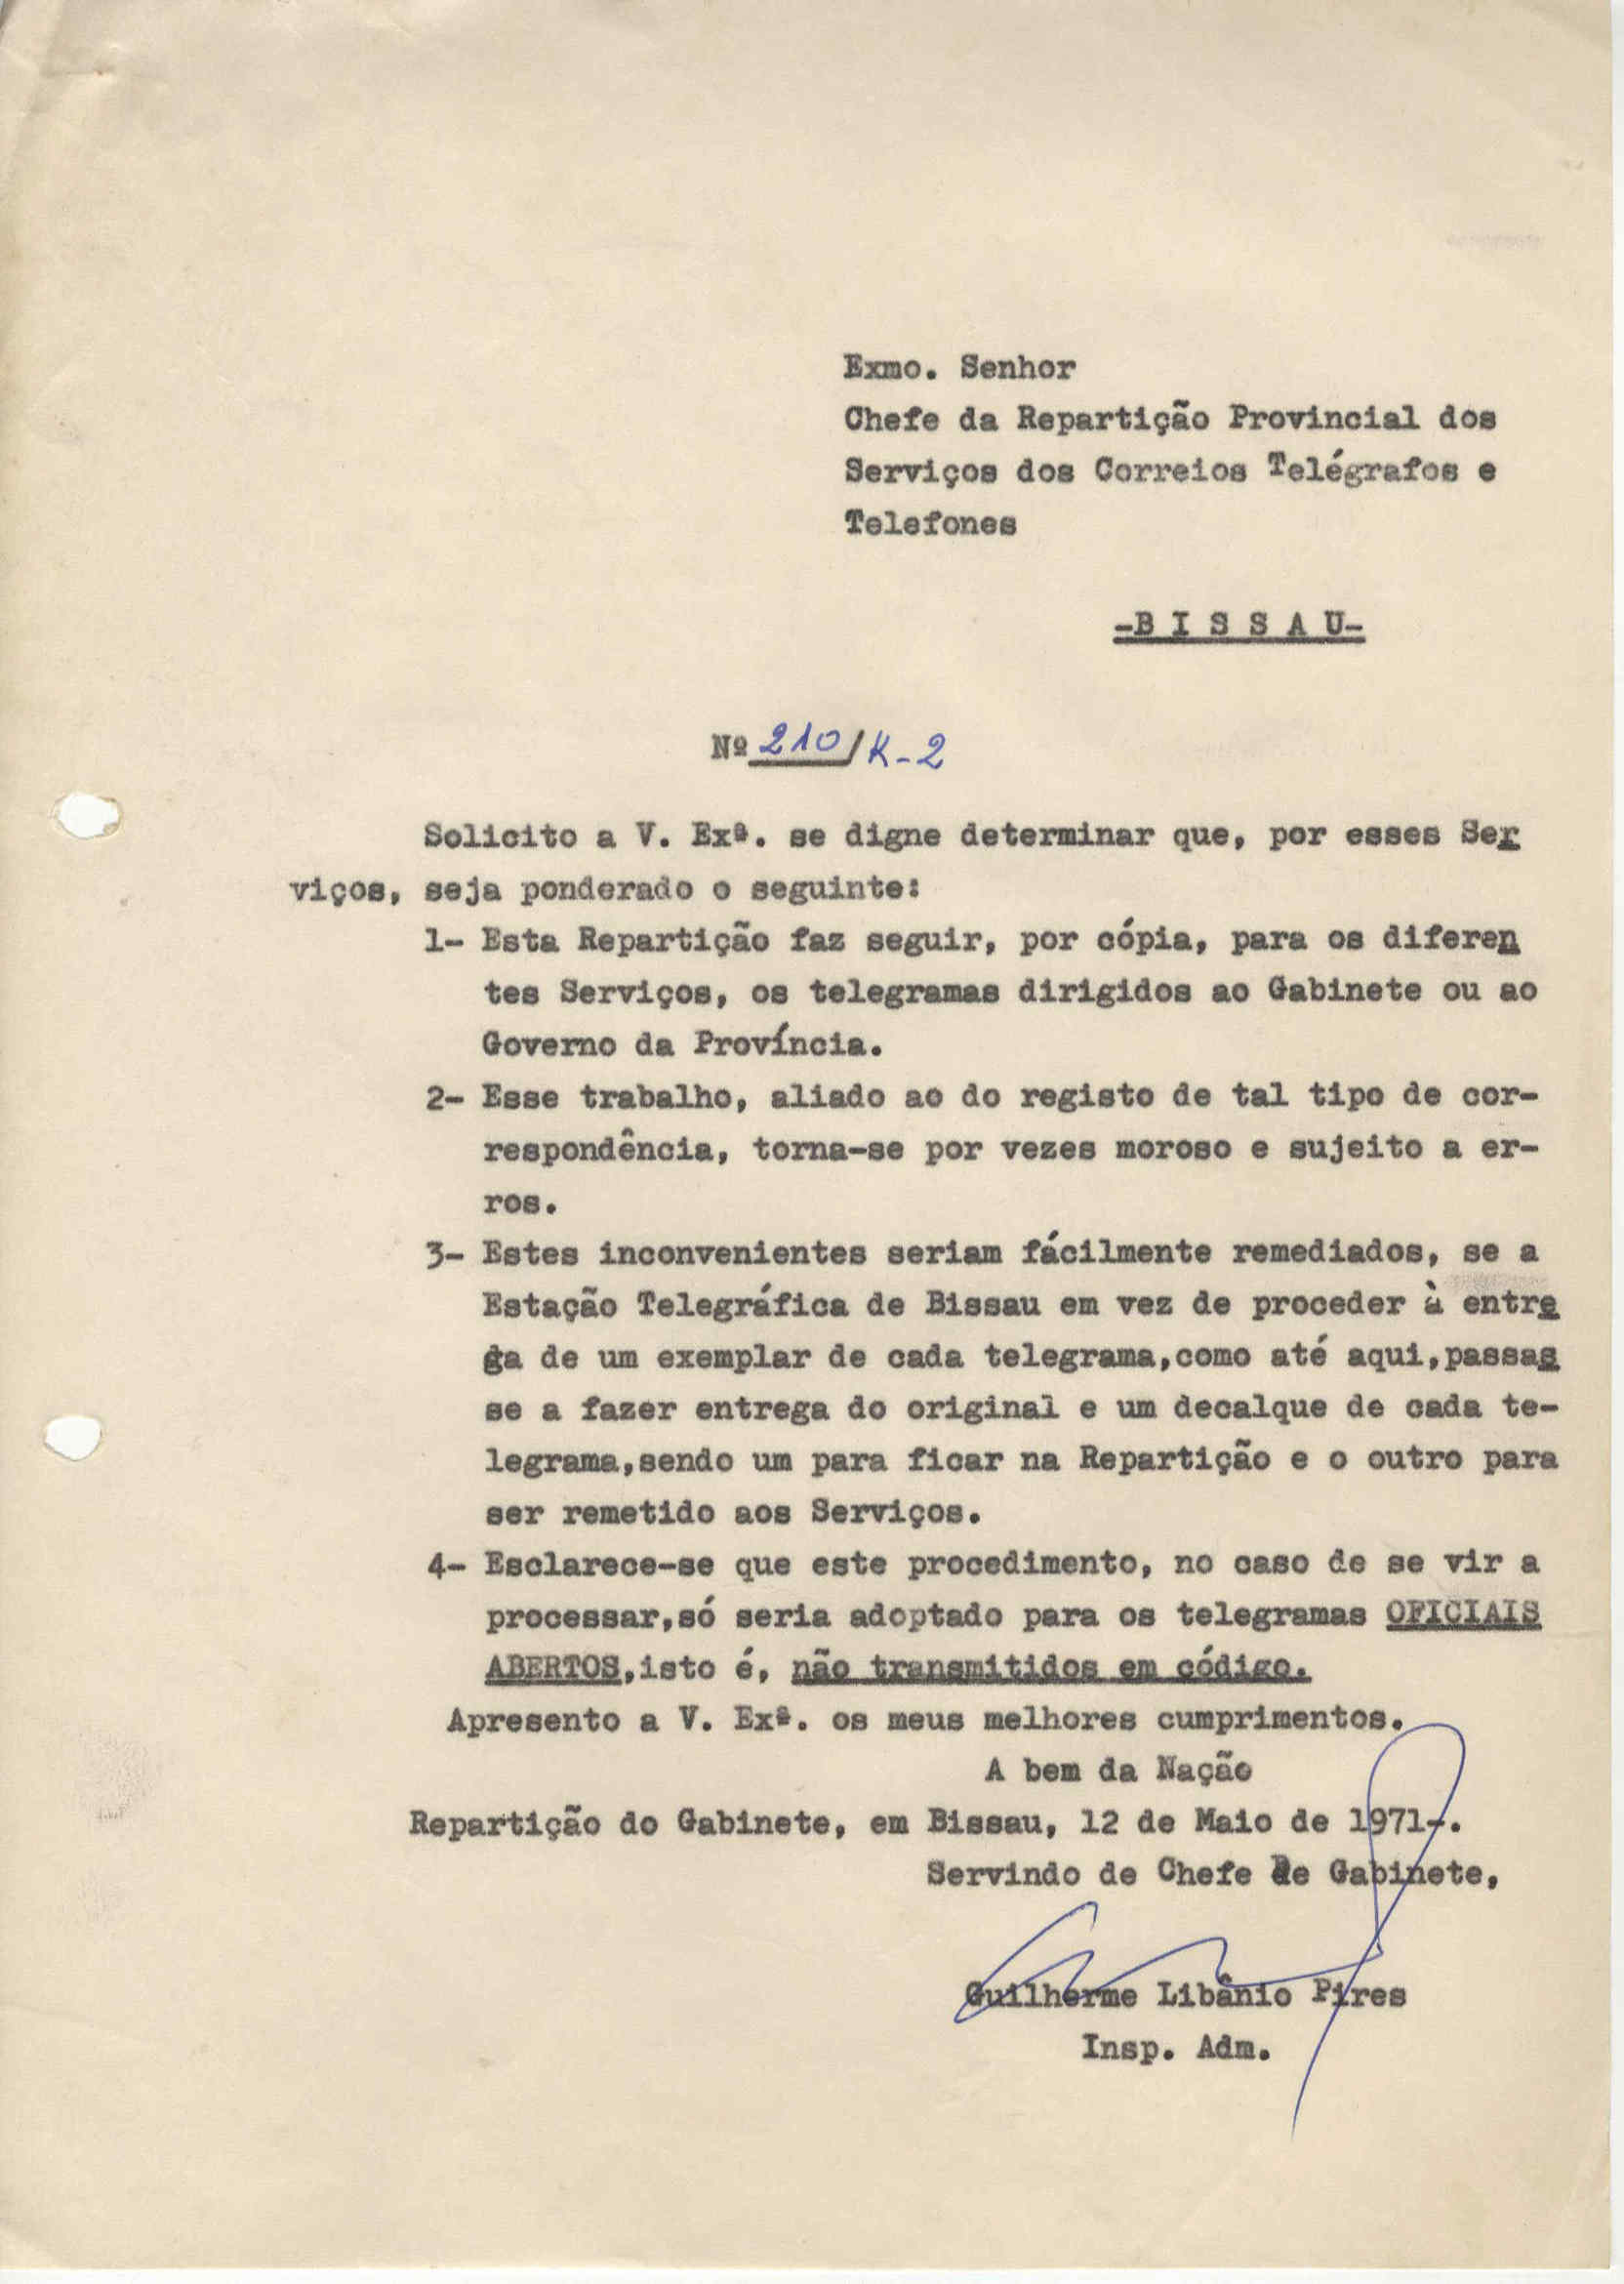 Exmo. Senhor
Chefe da Repartição Provincial dos
Serviços dos Correios Telégrafos e
Telefones
-B I S S A U-
Nº 210/K-2
Solicito a V. Exª. se digne determinar que, por esses Ser
viços, seja ponderado o seguinte:
1- Esta Repartição faz seguir, por cópia, para os diferen
tes Serviços, os telegramas dirigidos ao Gabinete ou ao
Governo da Província.
2- Esse trabalho, aliado ao do registo de tal tipo de cor-
respondência, torna-se por vezes moroso e sujeito a er-
ros.
3- Estes inconvenientes seriam fácilmente remediados, se a
Estação Telegráfica de Bissau em vez de proceder à entre
ga de um exemplar de cada telegrama,como até aqui,passas
se a fazer entrega do original e um decalque de cada te-
legrama,sendo um para ficar na Repartição e o outro para
ser remetido aos Serviços.
4- Esclarece-se que este procedimento, no caso de se vir a
processar,só seria adoptado para os telegramas OFICIAIS
ABERTOS,isto é, não transmitidos em código.
Apresento a V. Exª. os meus melhores cumprimentos.
A bem da Nação
Repartição do Gabinete, em Bissau, 12 de Maio de 1971-.
Servindo de Chefe de Gabinete,
Guilherme Libânio Pires
Insp. Adm.